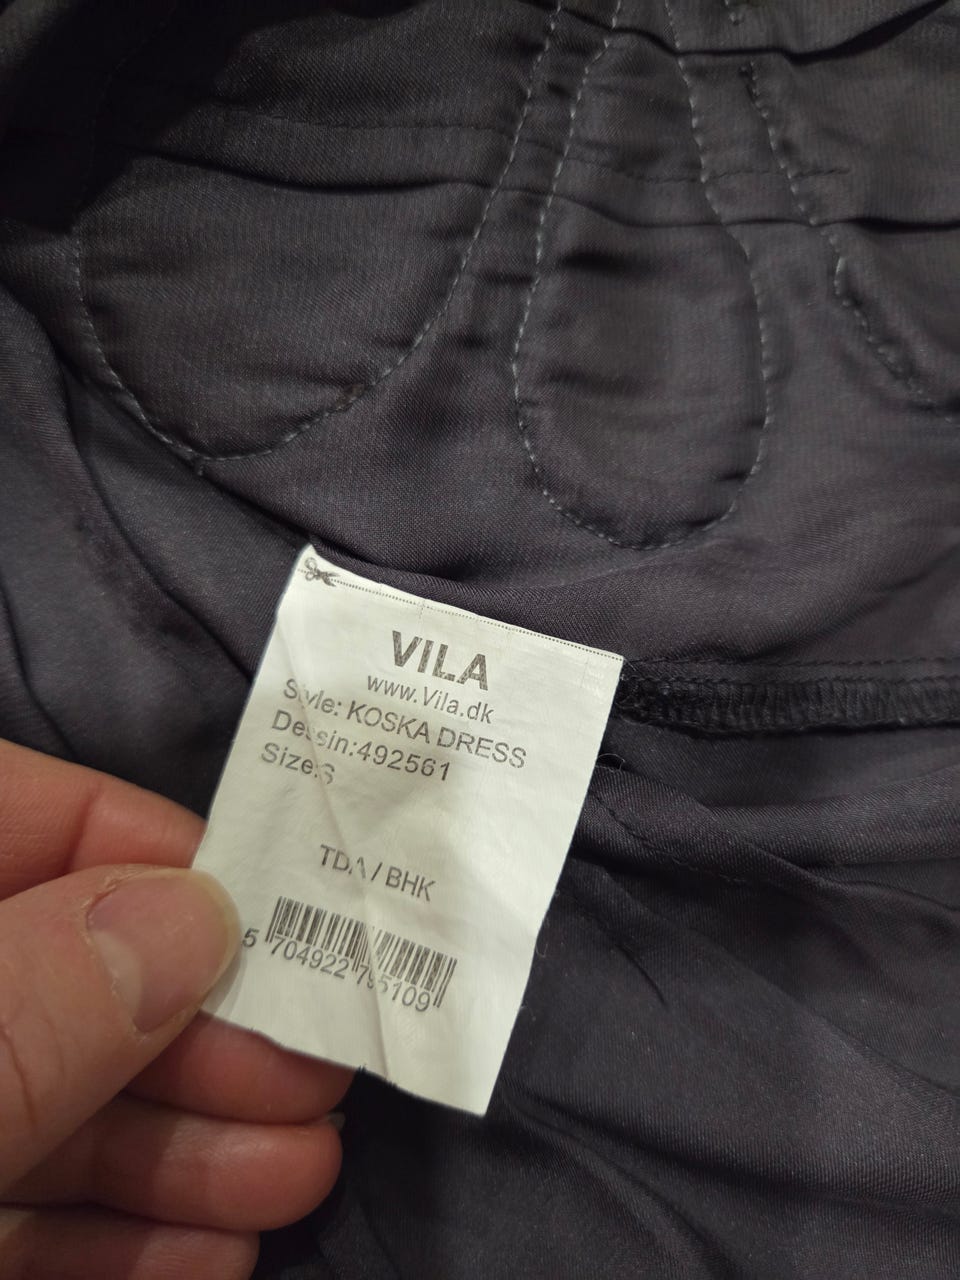 VILA
www.Vila.dk
Style: KOSKA DRESS
Dessin:492561
Size:S
TDA / BHK
5 704922 795109